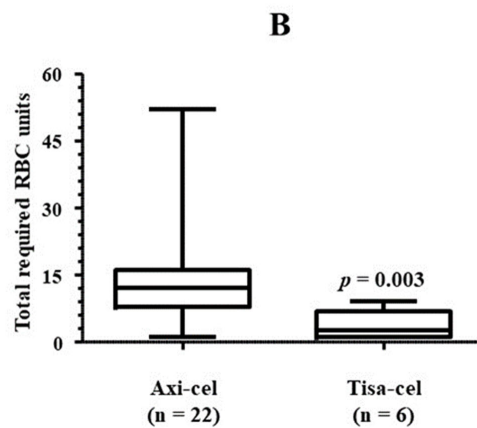 B
Total required RBC units
60
45
30
15
0
p = 0.003
Axi-cel
(n = 22)
Tisa-cel
(n = 6)